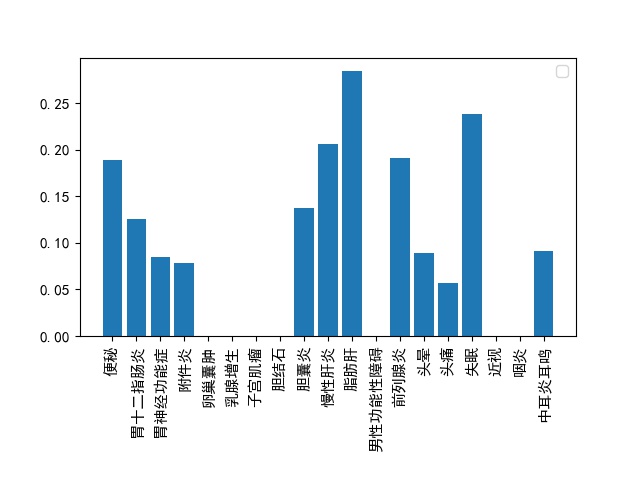 0.25
0.20
0.15
0.10
0.05
0.00
便秘
胃十二指肠炎
胃神经功能症
附件炎
卵巢囊肿
乳腺增生
子宫肌瘤
胆结石
胆囊炎
慢性肝炎
脂肪肝
男性功能性障碍
前列腺炎
头晕
头痛
失眠
近视
咽炎
中耳炎耳鸣